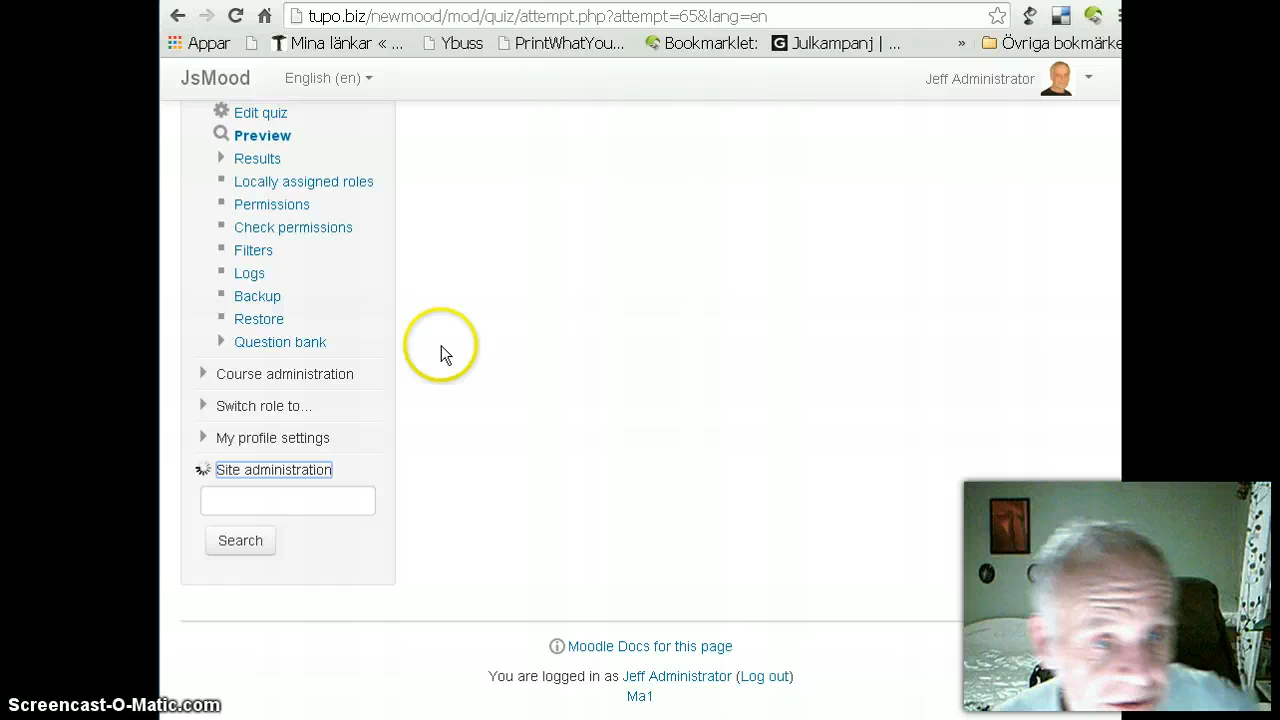 tupo.bz/newmood/mod/quiz/attempt.php?attempt=65&lang=en
Appar Mina länkar « ... Ybuss PrintWhatYou... Bookmarklet: Julkampanj | ... » Övriga bokmärke
JsMood English (en) Jeff Administrator
Edit quiz
Preview
Results
Locally assigned roles
Permissions
Check permissions
Filters
Logs
Backup
Restore
Question bank
Course administration
Switch role to...
My profile settings
Site administration
Search
Moodle Docs for this page
You are logged in as Jeff Administrator (Log out)
Ma1
Screencast-O-Matic.com